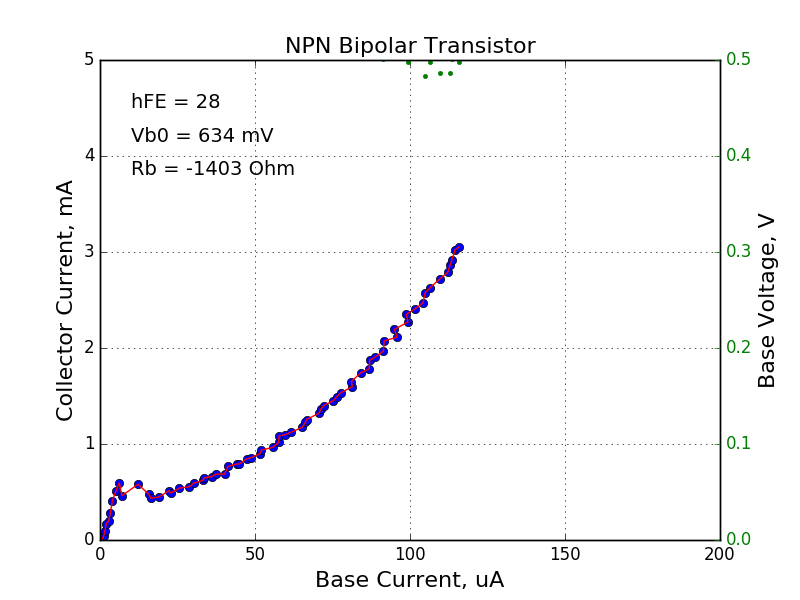 NPN Bipolar Transistor
hFE = 28
Vb0 = 634 mV
Rb = -1403 Ohm
Collector Current, mA
5
4
3
2
1
0
Base Voltage, V
0.5
0.4
0.3
0.2
0.1
0.0
0 50 100 150 200
Base Current, uA